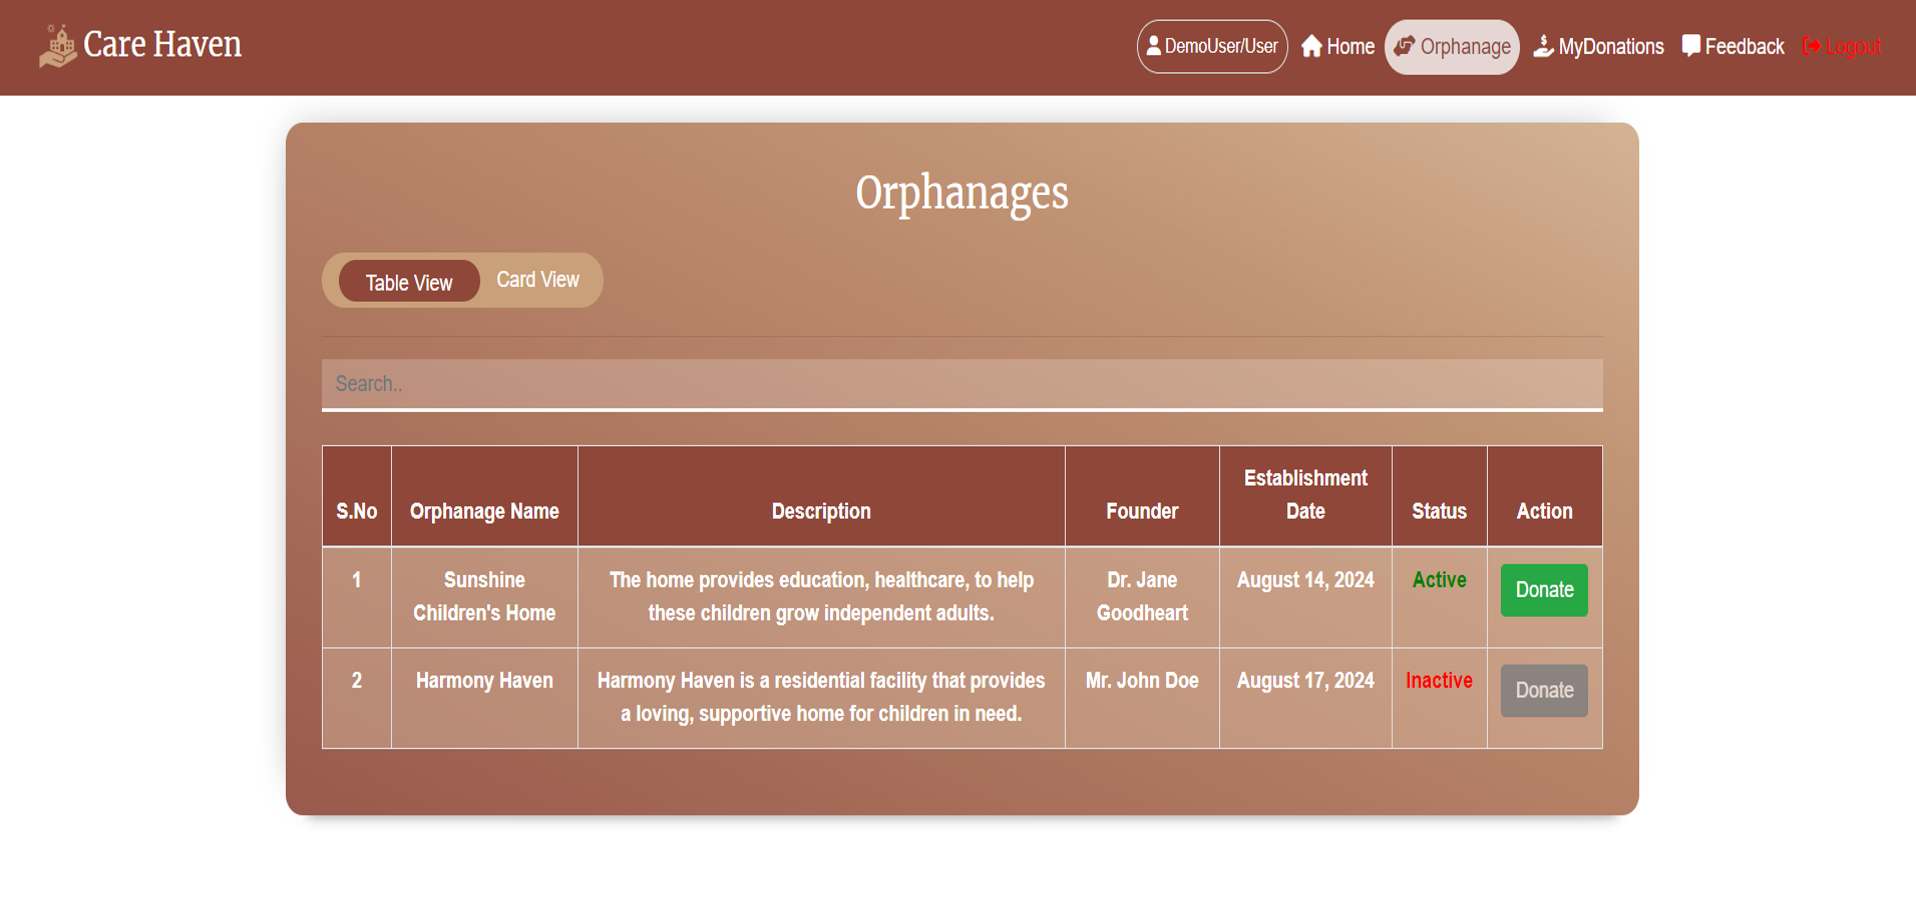 Care Haven
DemoUser/User
Home
Orphanage
MyDonations
Feedback
Logout
Orphanages
Table View
Card View
Search..
S.No
Orphanage Name
Description
Founder
Establishment
Date
Status
Action
1
Sunshine
Children's Home
The home provides education, healthcare, to help
these children grow independent adults.
Dr. Jane
Goodheart
August 14, 2024
Active
Donate
2
Harmony Haven
Harmony Haven is a residential facility that provides
a loving, supportive home for children in need.
Mr. John Doe
August 17, 2024
Inactive
Donate